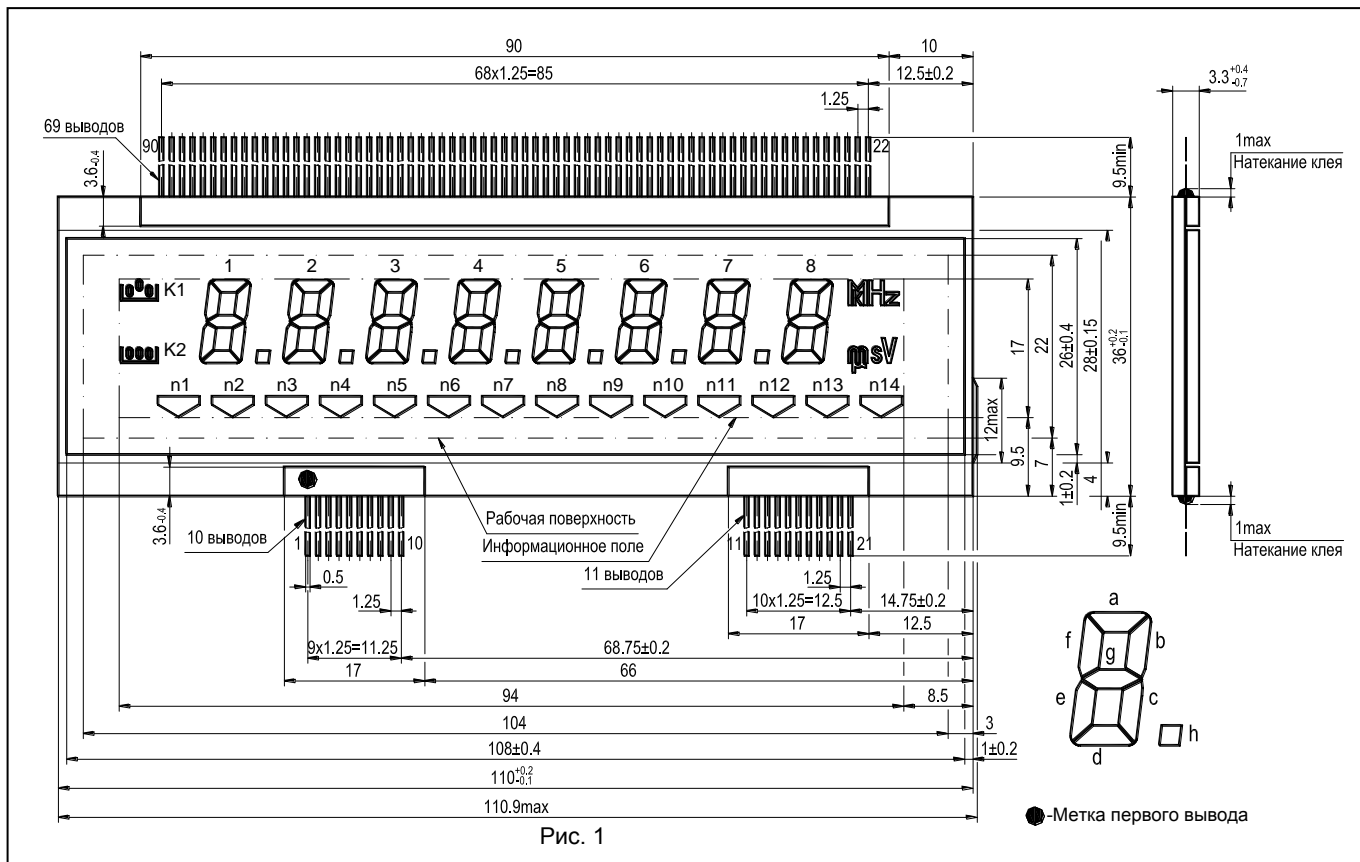 90
10
68x1.25=85
12.5±0.2
1.25
3.3 +0.4 -0.7
69 выводов
90
22
3.6-0.4
9.5min
1max
Натекание клея
1 2 3 4 5 6 7 8
K1
MkHz
K2
μmsV
n1 n2 n3 n4 n5 n6 n7 n8 n9 n10 n11 n12 n13 n14
17
22
26±0.4
28±0.15
36 +0.2 -0.1
12max
9.5
7
1±0.2
4
9.5min
3.6-0.4
10 выводов
1
10
Рабочая поверхность
Информационное поле
11 выводов
11
21
1max
Натекание клея
0.5
1.25
1.25
10x1.25=12.5
14.75±0.2
17
12.5
9x1.25=11.25
68.75±0.2
17
66
94
8.5
104
3
108±0.4
1±0.2
110 +0.2 -0.1
110.9max
a
f
b
g
e
c
d
h
-Метка первого вывода
Рис. 1